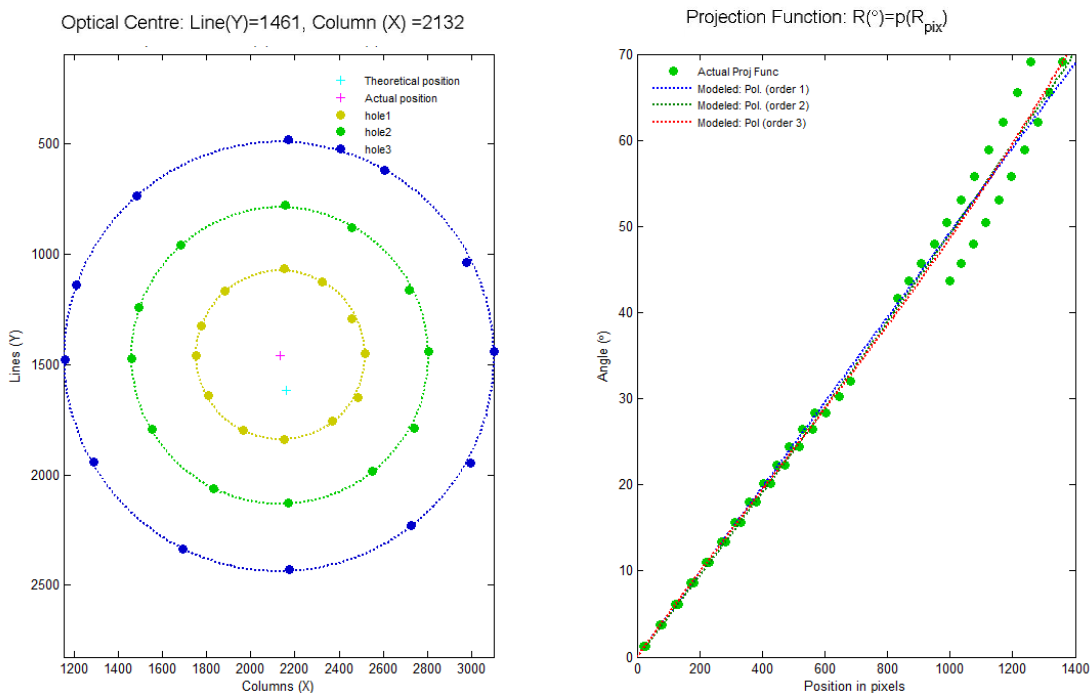 Optical Centre: Line(Y)=1461, Column (X) =2132
Theoretical position
Actual position
hole1
hole2
hole3
500
1000
1500
2000
2500
Lines (Y)
1200 1400 1600 1800 2000 2200 2400 2600 2800 3000
Columns (X)
Projection Function: R(°)=p(R_pix)
Actual Proj Func
Modeled: Pol. (order 1)
Modeled: Pol. (order 2)
Modeled: Pol (order 3)
70
60
50
40
30
20
10
0
Angle (°)
0 200 400 600 800 1000 1200 1400
Position in pixels